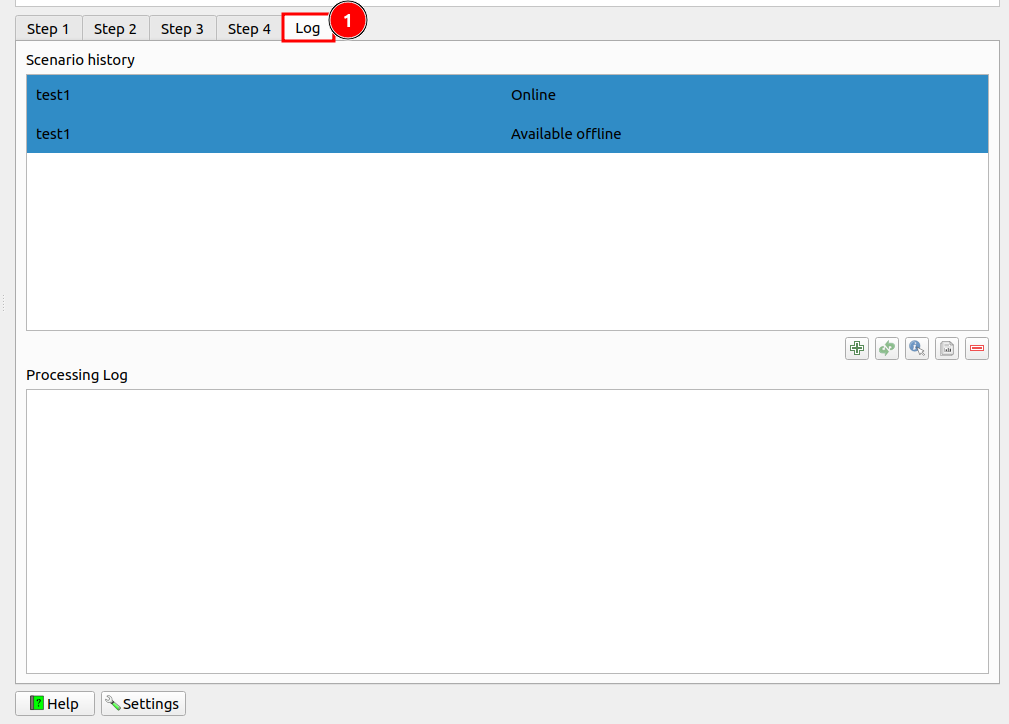 Step 1 Step 2 Step 3 Step 4 Log 1
Scenario history
test1 Online
test1 Available offline
Processing Log
Help Settings